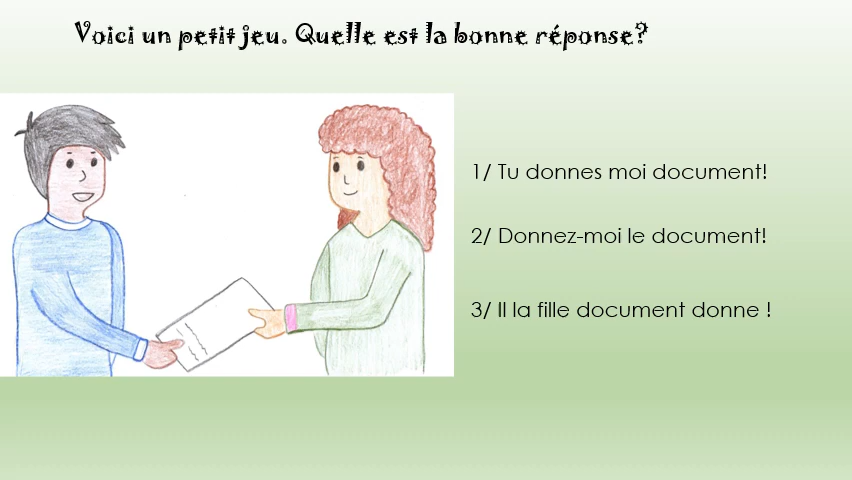 Voici un petit jeu. Quelle est la bonne réponse?
1/ Tu donnes moi document!
2/ Donnez-moi le document!
3/ Il la fille document donne !